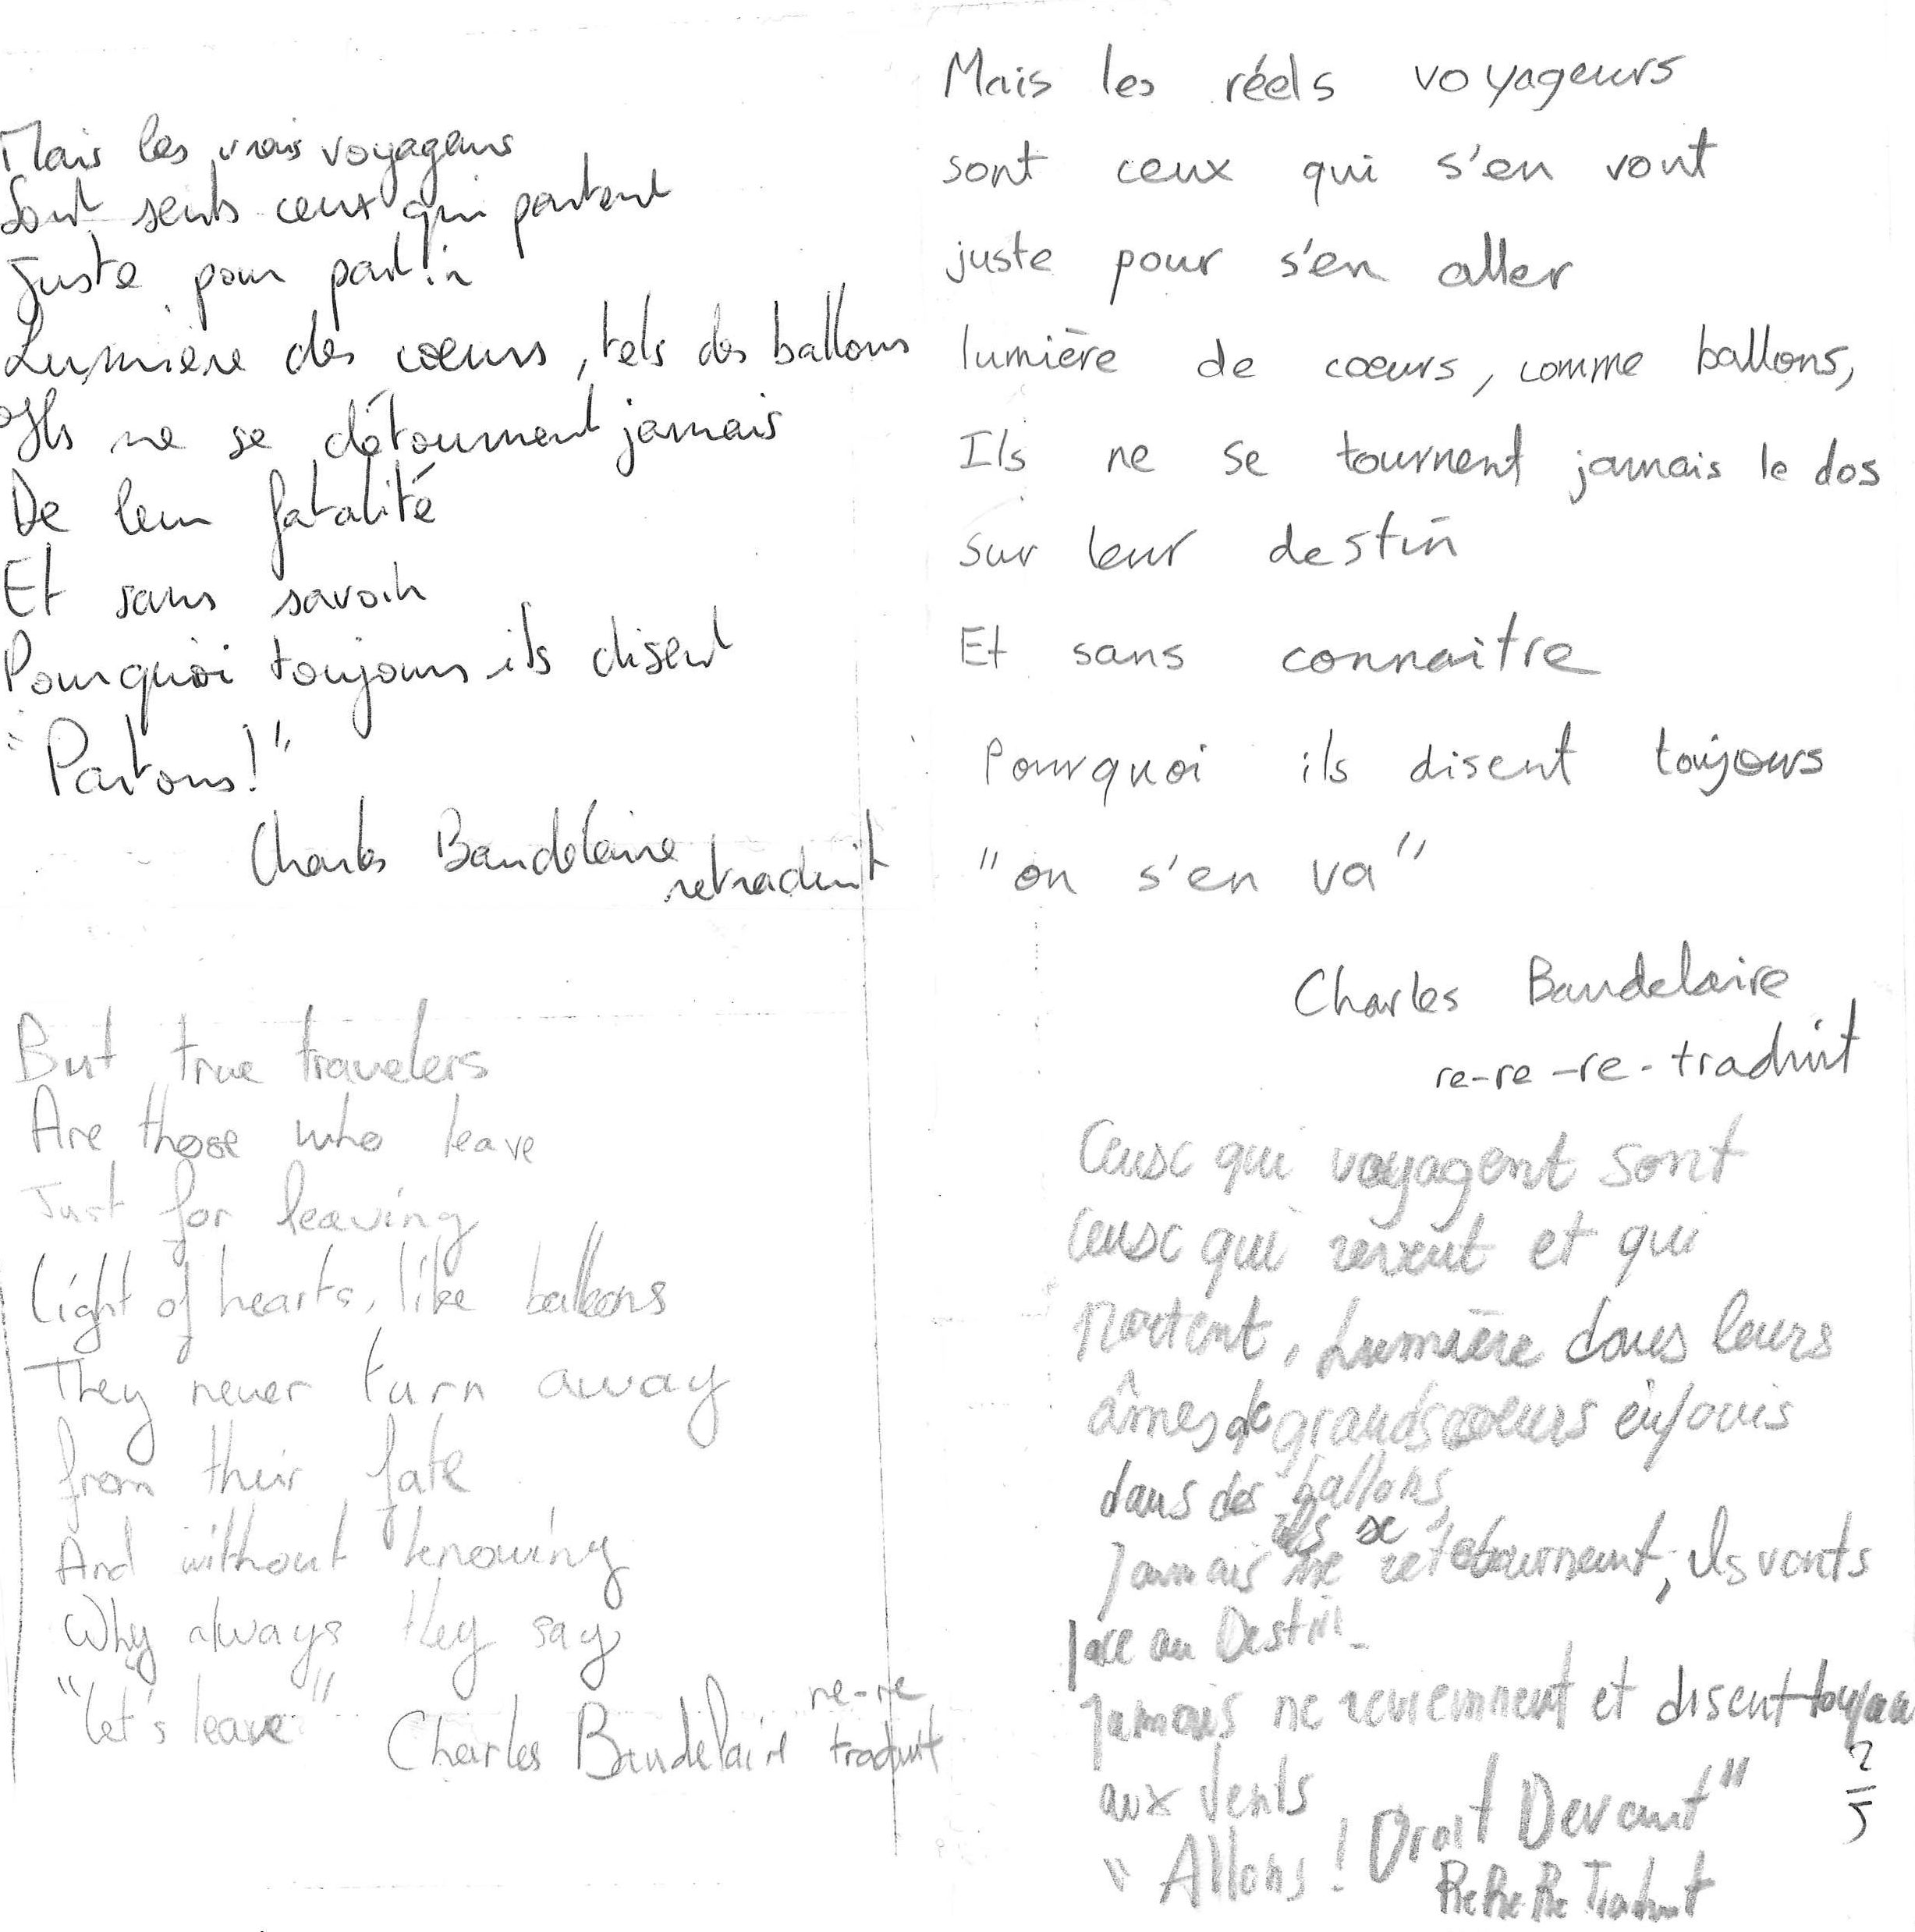 Mais les vrais voyageurs
Sont seuls ceux qui partent
Juste pour partir
Lumière des coeurs, tels des ballons
Ils ne se détournent jamais
De leur fatalité
Et sans savoir
Pourquoi toujours ils disent
"Partons!"
Charles Baudelaire
retraduit
But true travelers
Are those who leave
Just for leaving
Light of hearts, like balloons
They never turn away
from their fate
And without knowing
Why always they say
"let's leave"
Charles Baudelaire re-re
traduit
Mais les réels voyageurs
sont ceux qui s'en vont
juste pour s'en aller
lumière de coeurs, comme ballons,
Ils ne se tournent jamais le dos
sur leur destin
Et sans connaitre
Pourquoi ils disent toujours
"on s'en va"
Charles Baudelaire
re-re-re-traduit
Ceux qui voyagent sont
ceux qui rêvent et qui
partent, Lumière dans leurs
âmes de grands coeurs enfouis
dans des ballons,
Jamais ils ne se retournent, ils vonts
face au Destin
Jamais ne reviennent et disent
aux vents
"Allons! Droit Devant"
Re Re Re Traduit
2/5